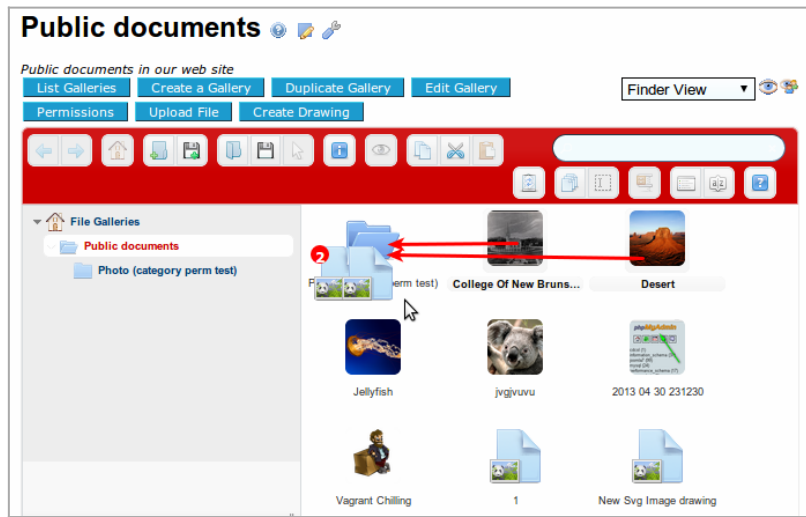 Public documents
Public documents in our web site
List Galleries Create a Gallery Duplicate Gallery Edit Gallery
Finder View
Permissions Upload File Create Drawing
File Galleries
Public documents
Photo (category perm test)
2
erm test) College Of New Bruns... Desert
phpMyAdmin
Jellyfish jvgjvuvu 2013 04 30 231230
Vagrant Chilling 1 New Svg Image drawing